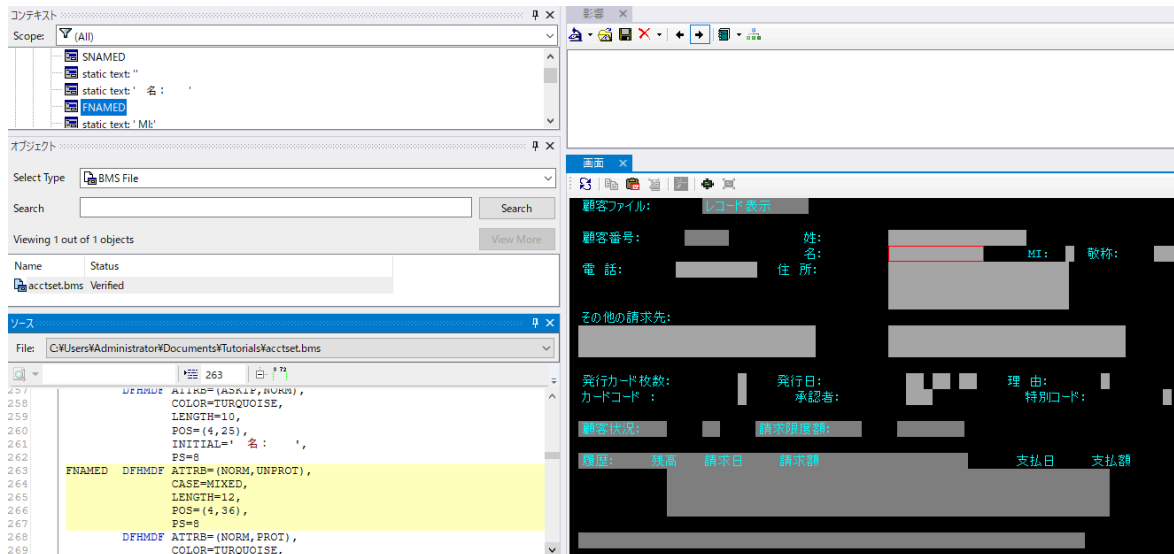 コンテキスト
Scope: (All)
SNAMED
static text: ''
static text: ' 名： '
FNAMED
static text: ' MI:'
オブジェクト
Select Type BMS File
Search Search
Viewing 1 out of 1 objects View More
Name Status
acctset.bms Verified
ソース
File: C:¥Users¥Administrator¥Documents¥Tutorials¥acctset.bms
263
257 DFHMDF ATTRB=(ASKIP,NORM),
258 COLOR=TURQUOISE,
259 LENGTH=10,
260 POS=(4,25),
261 INITIAL=' 名： ',
262 PS=8
263 FNAMED DFHMDF ATTRB=(NORM,UNPROT),
264 CASE=MIXED,
265 LENGTH=12,
266 POS=(4,36),
267 PS=8
268 DFHMDF ATTRB=(NORM,PROT),
269 COLOR=TURQUOISE,
影響
画面
顧客ファイル: レコード表示
顧客番号: 姓:
名: MI: 敬称:
電 話: 住 所:
その他の請求先:
発行カード枚数: 発行日: 理 由:
カードコード : 承認者: 特別コード:
顧客状況: 請求限度額:
履歴: 残高 請求日 請求額 支払日 支払額